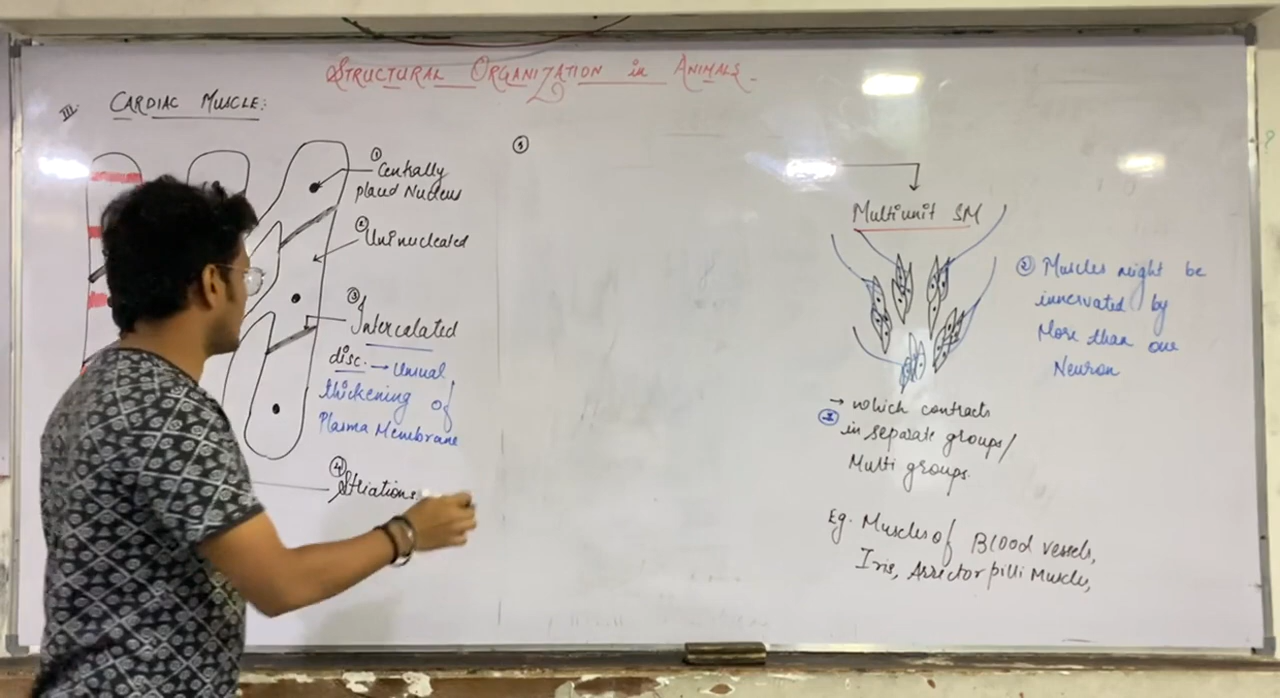 STRUCTURAL ORGANIZATION in ANIMALS.
III. CARDIAC MUSCLE:
① Centrally
placed Nucleus
② Uninucleated
③ Intercalated
disc. → Unusual
thickening of
Plasma Membrane
④ Striations.
①
Multiunit SM
② Muscles might be
innervated by
More than one
Neuron
→ which contracts
① in separate groups/
Multi groups.
Eg. Muscles of Blood vessels,
Iris, Arrector pilli Muscles,